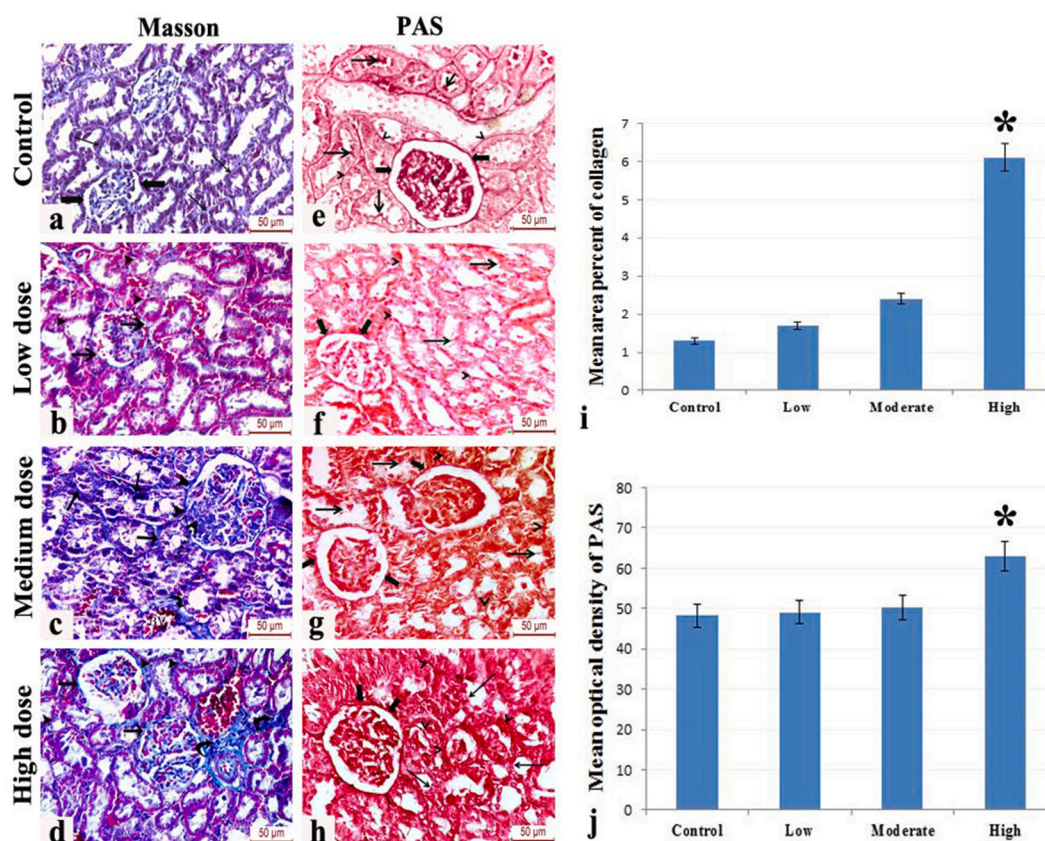 Masson PAS
Control
a
50 µm
e
50 µm
Low dose
b
50 µm
f
50 µm
Medium dose
BV
c
50 µm
g
50 µm
High dose
d
50 µm
h
50 µm
Mean area percent of collagen
7
6
5
4
3
2
1
0
*
Control Low Moderate High
i
Mean optical density of PAS
80
70
60
50
40
30
20
10
0
*
Control Low Moderate High
j